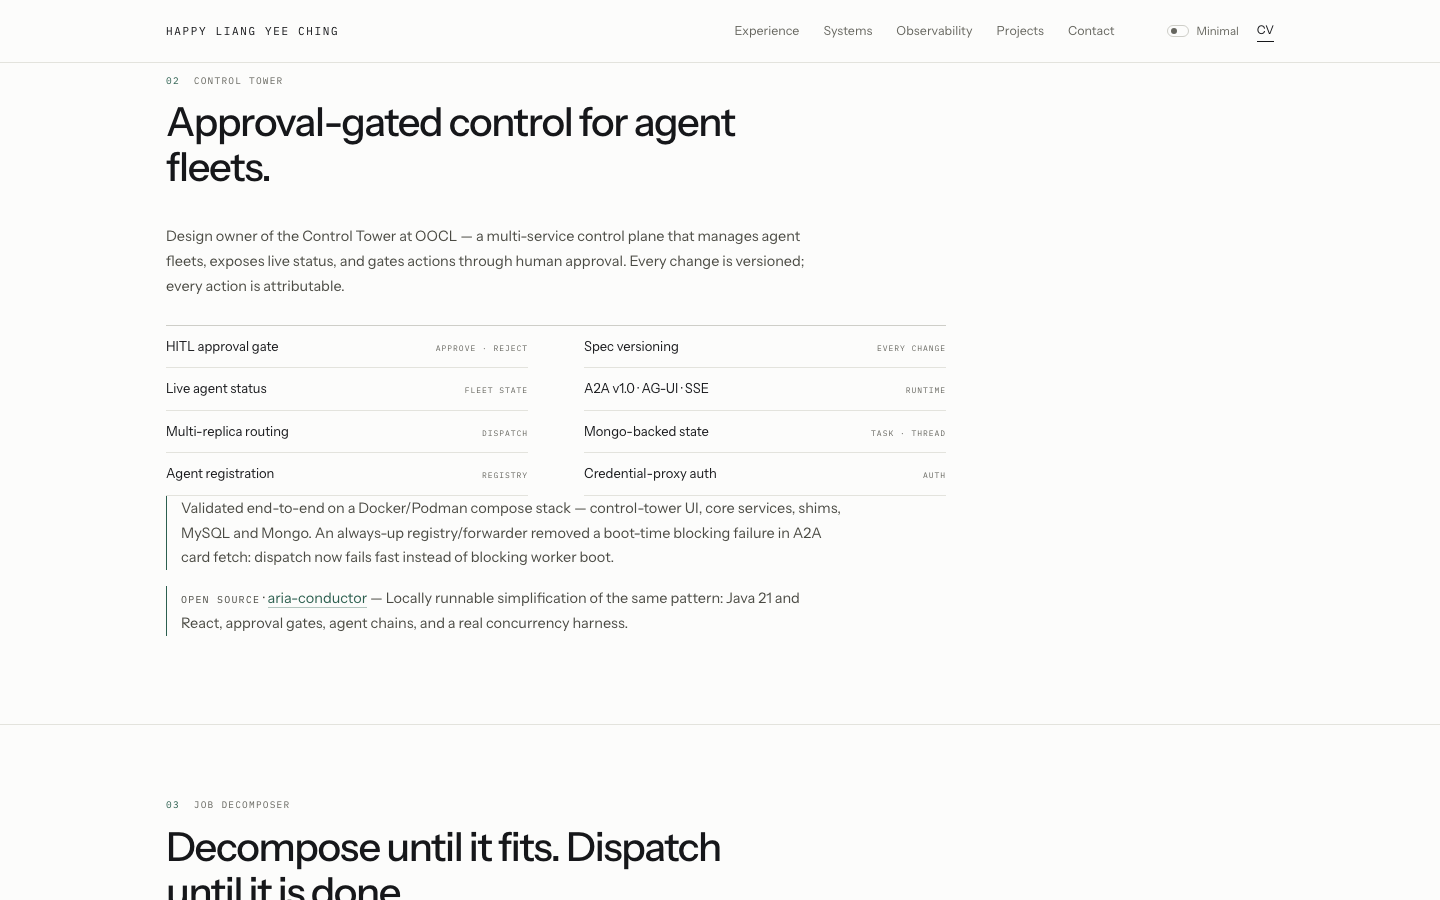 HAPPY LIANG YEE CHING
Experience Systems Observability Projects Contact Minimal CV
02 CONTROL TOWER
Approval-gated control for agent
fleets.
Design owner of the Control Tower at OOCL — a multi-service control plane that manages agent
fleets, exposes live status, and gates actions through human approval. Every change is versioned;
every action is attributable.
HITL approval gate APPROVE · REJECT
Spec versioning EVERY CHANGE
Live agent status FLEET STATE
A2A v1.0 · AG-UI · SSE RUNTIME
Multi-replica routing DISPATCH
Mongo-backed state TASK · THREAD
Agent registration REGISTRY
Credential-proxy auth AUTH
Validated end-to-end on a Docker/Podman compose stack — control-tower UI, core services, shims,
MySQL and Mongo. An always-up registry/forwarder removed a boot-time blocking failure in A2A
card fetch: dispatch now fails fast instead of blocking worker boot.
OPEN SOURCE · aria-conductor — Locally runnable simplification of the same pattern: Java 21 and
React, approval gates, agent chains, and a real concurrency harness.
03 JOB DECOMPOSER
Decompose until it fits. Dispatch
until it is done